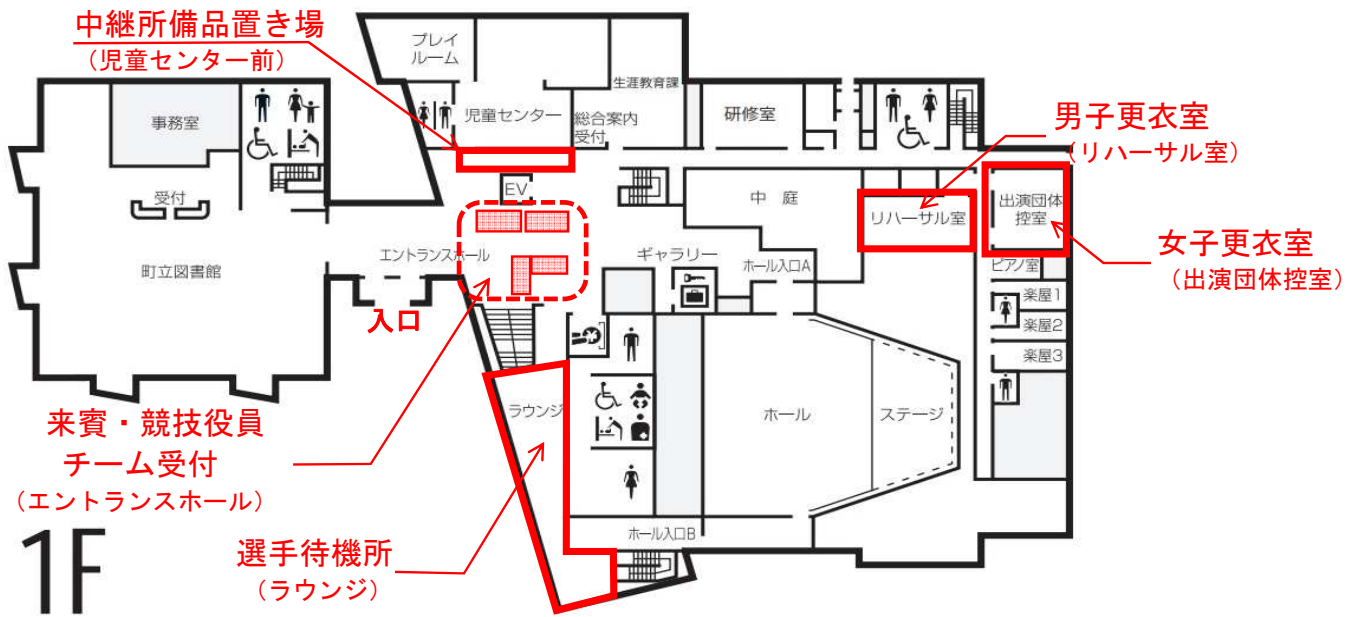 中継所備品置き場
（児童センター前）
プレイ
ルーム
生涯教育課
事務室
児童センター
総合案内
受付
研修室
男子更衣室
（リハーサル室）
受付
EV
中　庭
リハーサル室
出演団体
控室
女子更衣室
（出演団体控室）
町立図書館
エントランスホール
ギャラリー
ホール入口A
ピアノ室
入口
楽屋1
楽屋2
楽屋3
来賓・競技役員
チーム受付
（エントランスホール）
ラウンジ
ホール
ステージ
選手待機所
（ラウンジ）
ホール入口B
1F